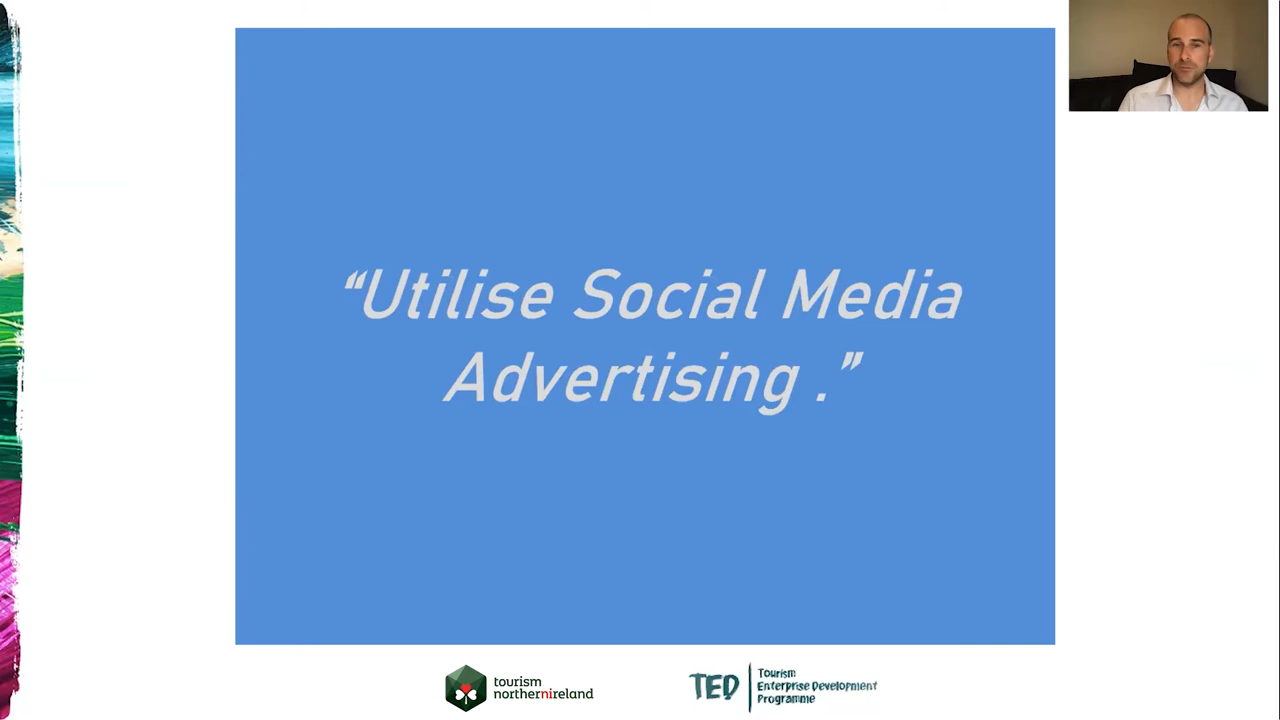 “Utilise Social Media
Advertising .”
tourism
northernireland
TED
Tourism
Enterprise Development
Programme